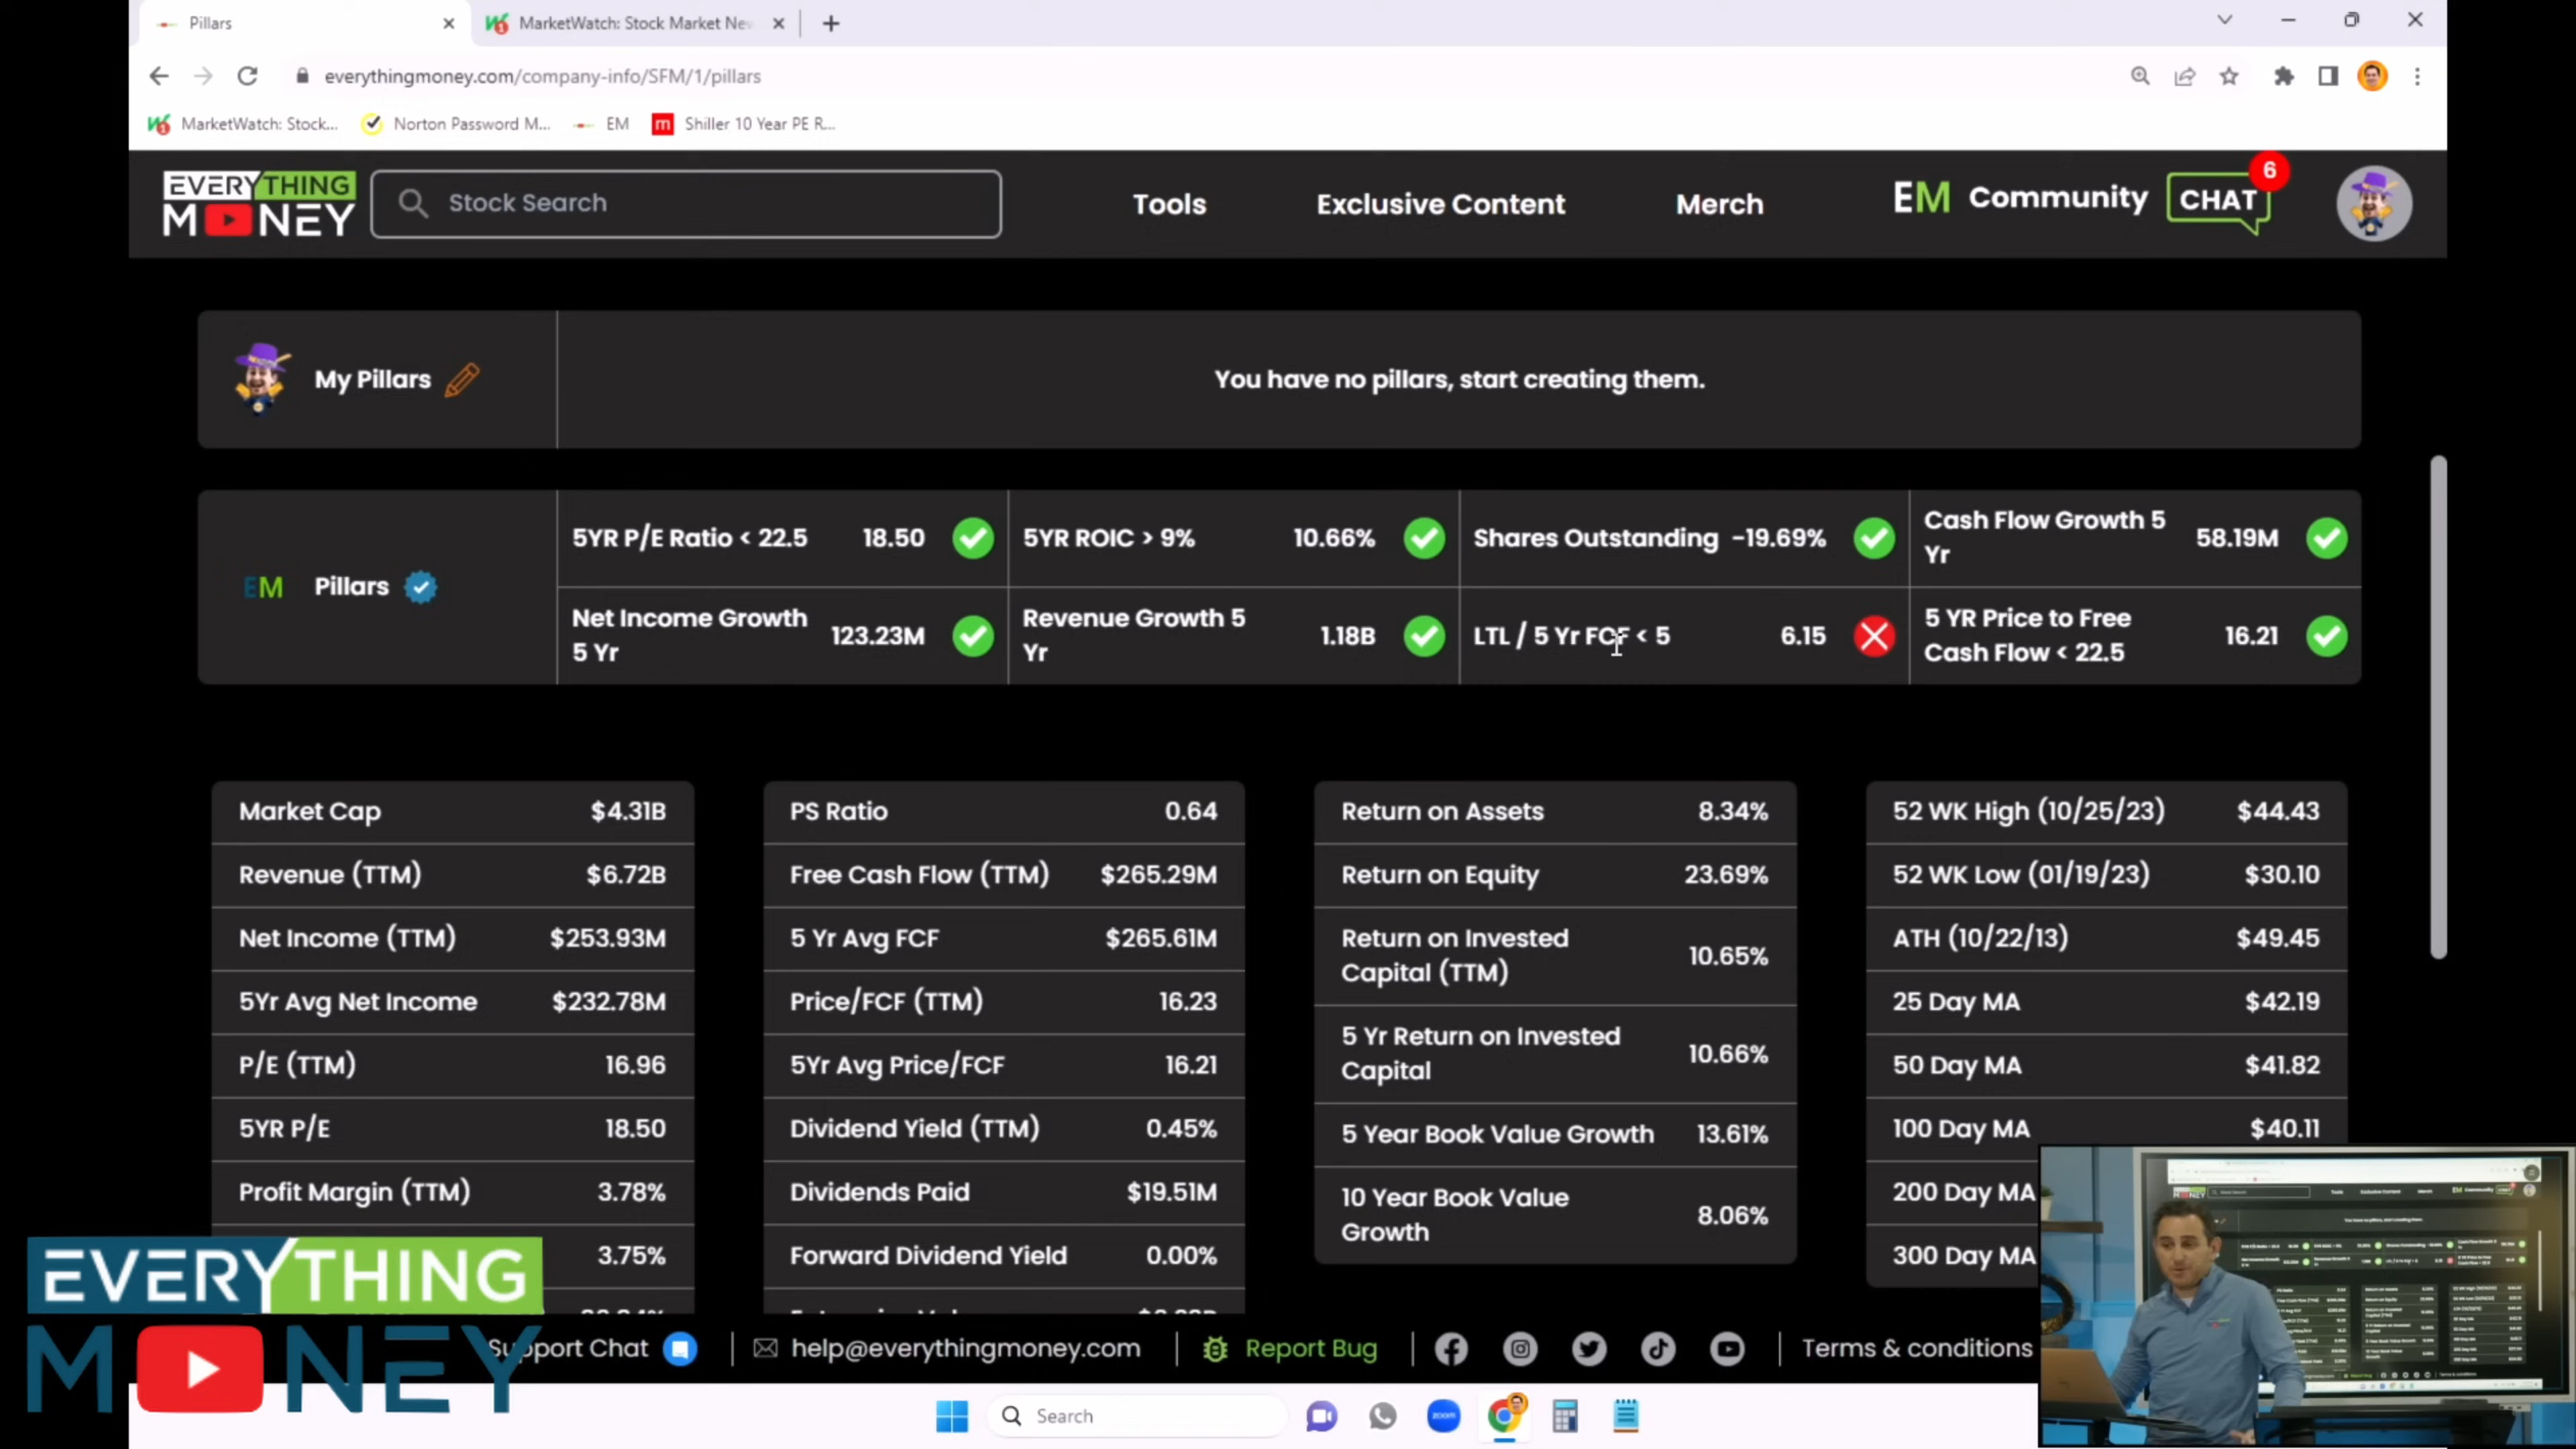 Pillars
MarketWatch: Stock Market Ne
everythingmoney.com/company-info/SFM/1/pillars
MarketWatch: Stock...
Norton Password M...
EM
Shiller 10 Year PE R...
EVERYTHING
MONEY
Stock Search
Tools
Exclusive Content
Merch
EM Community
CHAT
6
My Pillars
You have no pillars, start creating them.
EM Pillars
5YR P/E Ratio < 22.5 18.50
5YR ROIC > 9% 10.66%
Shares Outstanding -19.69%
Cash Flow Growth 5
Yr
58.19M
Net Income Growth
5 Yr
123.23M
Revenue Growth 5
Yr
1.18B
LTL / 5 Yr FCF < 5 6.15
5 YR Price to Free
Cash Flow < 22.5
16.21
Market Cap $4.31B
Revenue (TTM) $6.72B
Net Income (TTM) $253.93M
5Yr Avg Net Income $232.78M
P/E (TTM) 16.96
5YR P/E 18.50
Profit Margin (TTM) 3.78%
3.75%
PS Ratio 0.64
Free Cash Flow (TTM) $265.29M
5 Yr Avg FCF $265.61M
Price/FCF (TTM) 16.23
5Yr Avg Price/FCF 16.21
Dividend Yield (TTM) 0.45%
Dividends Paid $19.51M
Forward Dividend Yield 0.00%
Return on Assets 8.34%
Return on Equity 23.69%
Return on Invested
Capital (TTM)
10.65%
5 Yr Return on Invested
Capital
10.66%
5 Year Book Value Growth 13.61%
10 Year Book Value
Growth
8.06%
52 WK High (10/25/23) $44.43
52 WK Low (01/19/23) $30.10
ATH (10/22/13) $49.45
25 Day MA $42.19
50 Day MA $41.82
100 Day MA $40.11
200 Day MA
300 Day MA
EVERYTHING
MONEY
Support Chat
help@everythingmoney.com
Report Bug
Terms & conditions
Search
zoom